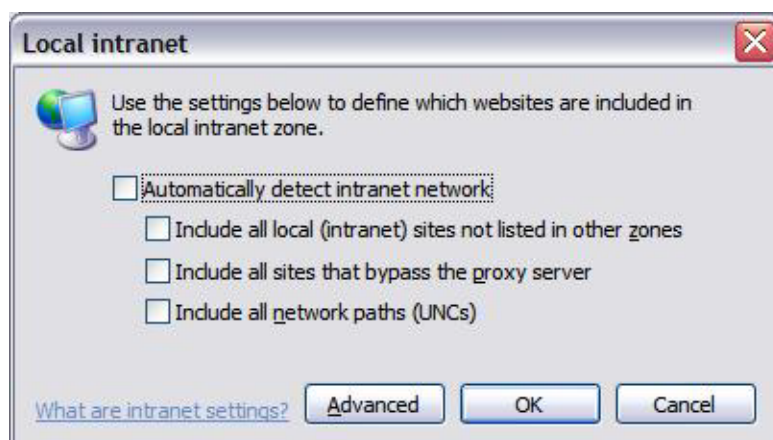 Local intranet
Use the settings below to define which websites are included in
the local intranet zone.
Automatically detect intranet network
Include all local (intranet) sites not listed in other zones
Include all sites that bypass the proxy server
Include all network paths (UNCs)
What are intranet settings? Advanced OK Cancel